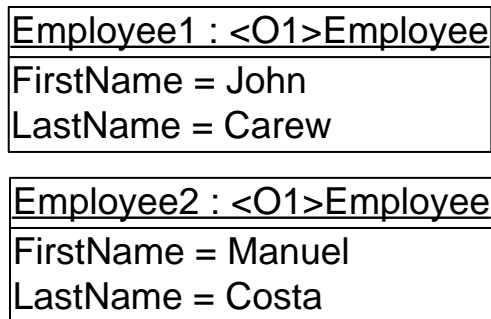 Employee1 : <O1>Employee
FirstName = John
LastName = Carew
Employee2 : <O1>Employee
FirstName = Manuel
LastName = Costa